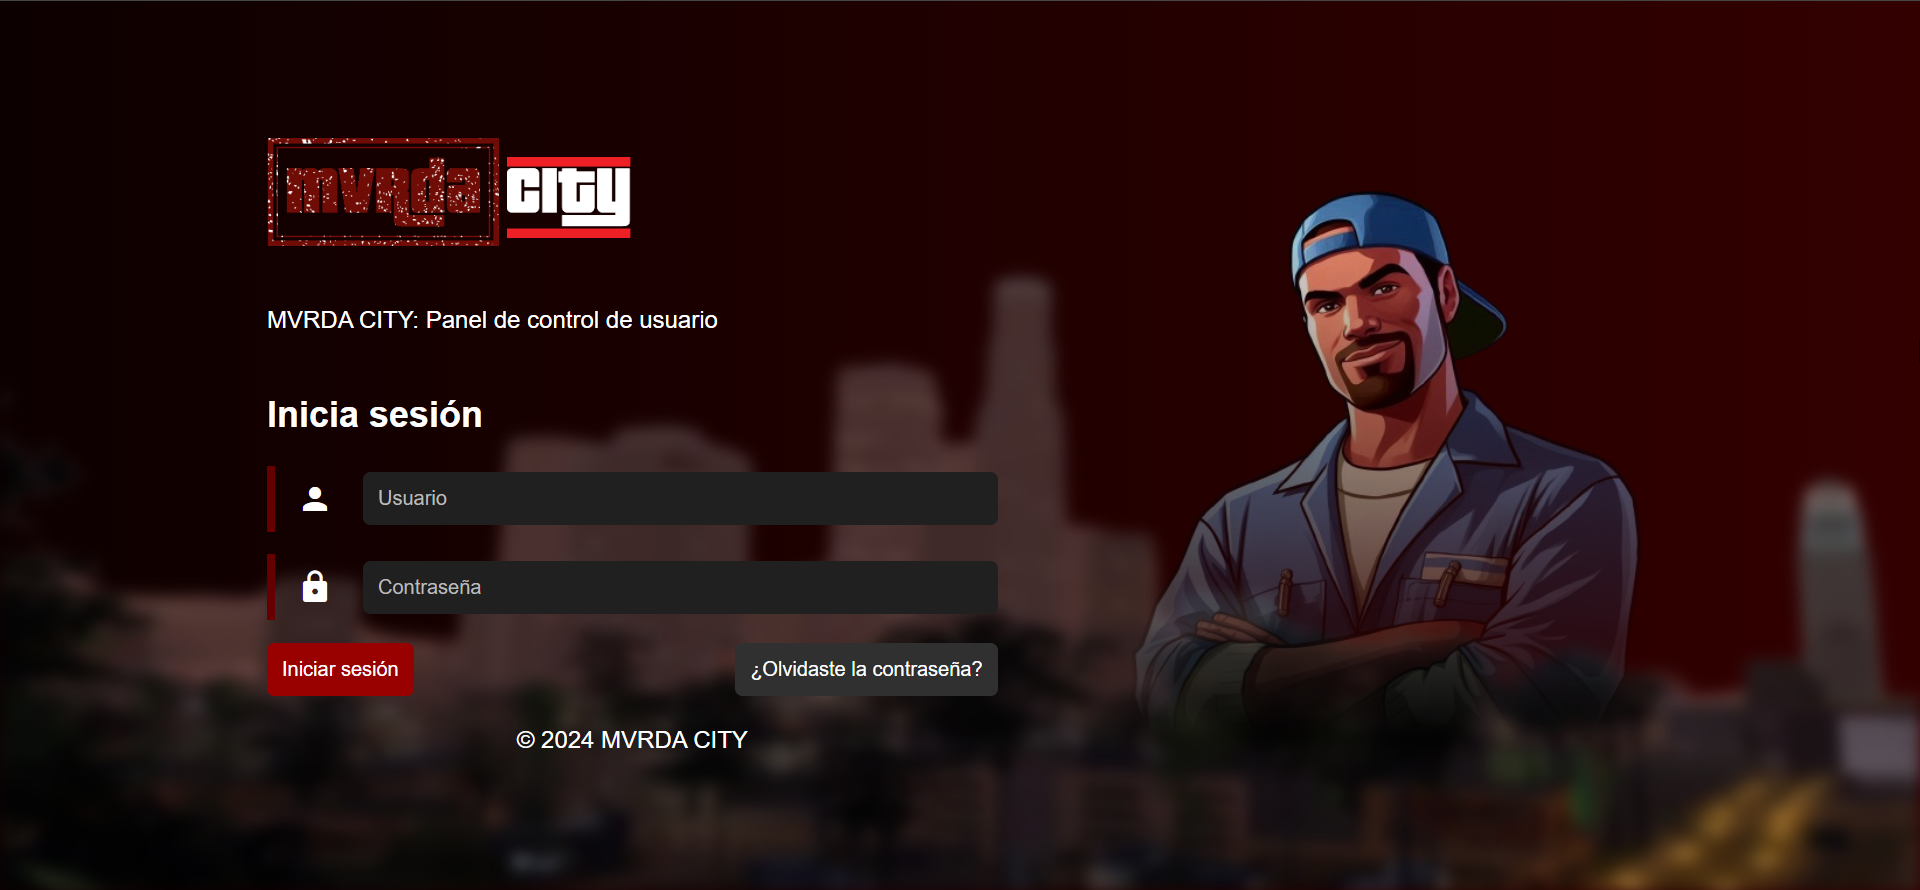 mvrda city
MVRDA CITY: Panel de control de usuario
Inicia sesión
Usuario
Contraseña
Iniciar sesión
¿Olvidaste la contraseña?
© 2024 MVRDA CITY